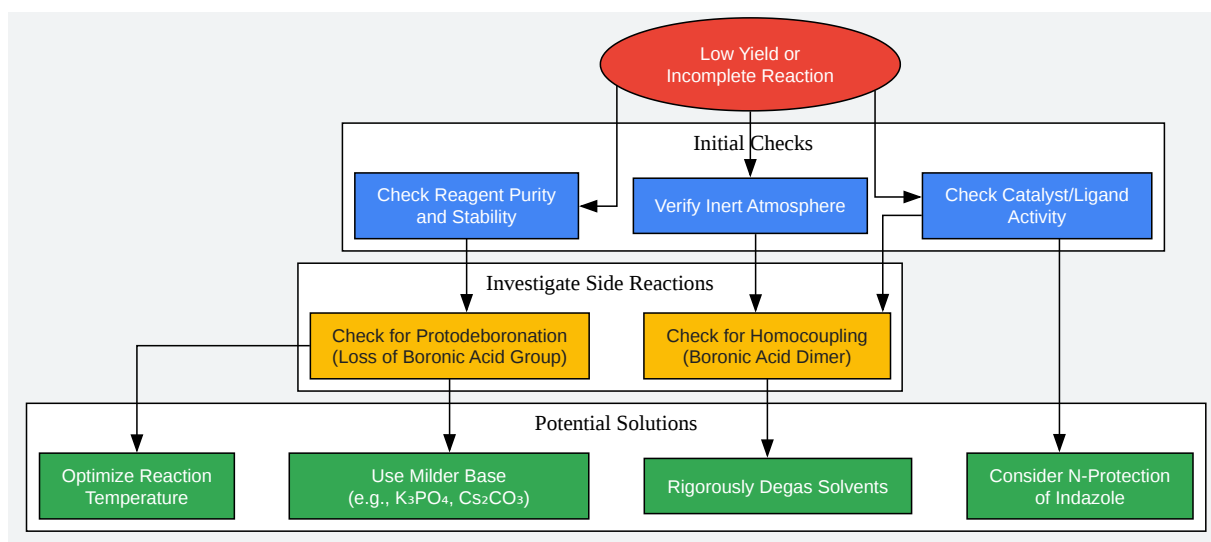 Low Yield or
Incomplete Reaction
Initial Checks
Check Reagent Purity
and Stability
Verify Inert Atmosphere
Check Catalyst/Ligand
Activity
Investigate Side Reactions
Check for Protodeboronation
(Loss of Boronic Acid Group)
Check for Homocoupling
(Boronic Acid Dimer)
Potential Solutions
Optimize Reaction
Temperature
Use Milder Base
(e.g., K₃PO₄, Cs₂CO₃)
Rigorously Degas Solvents
Consider N-Protection
of Indazole